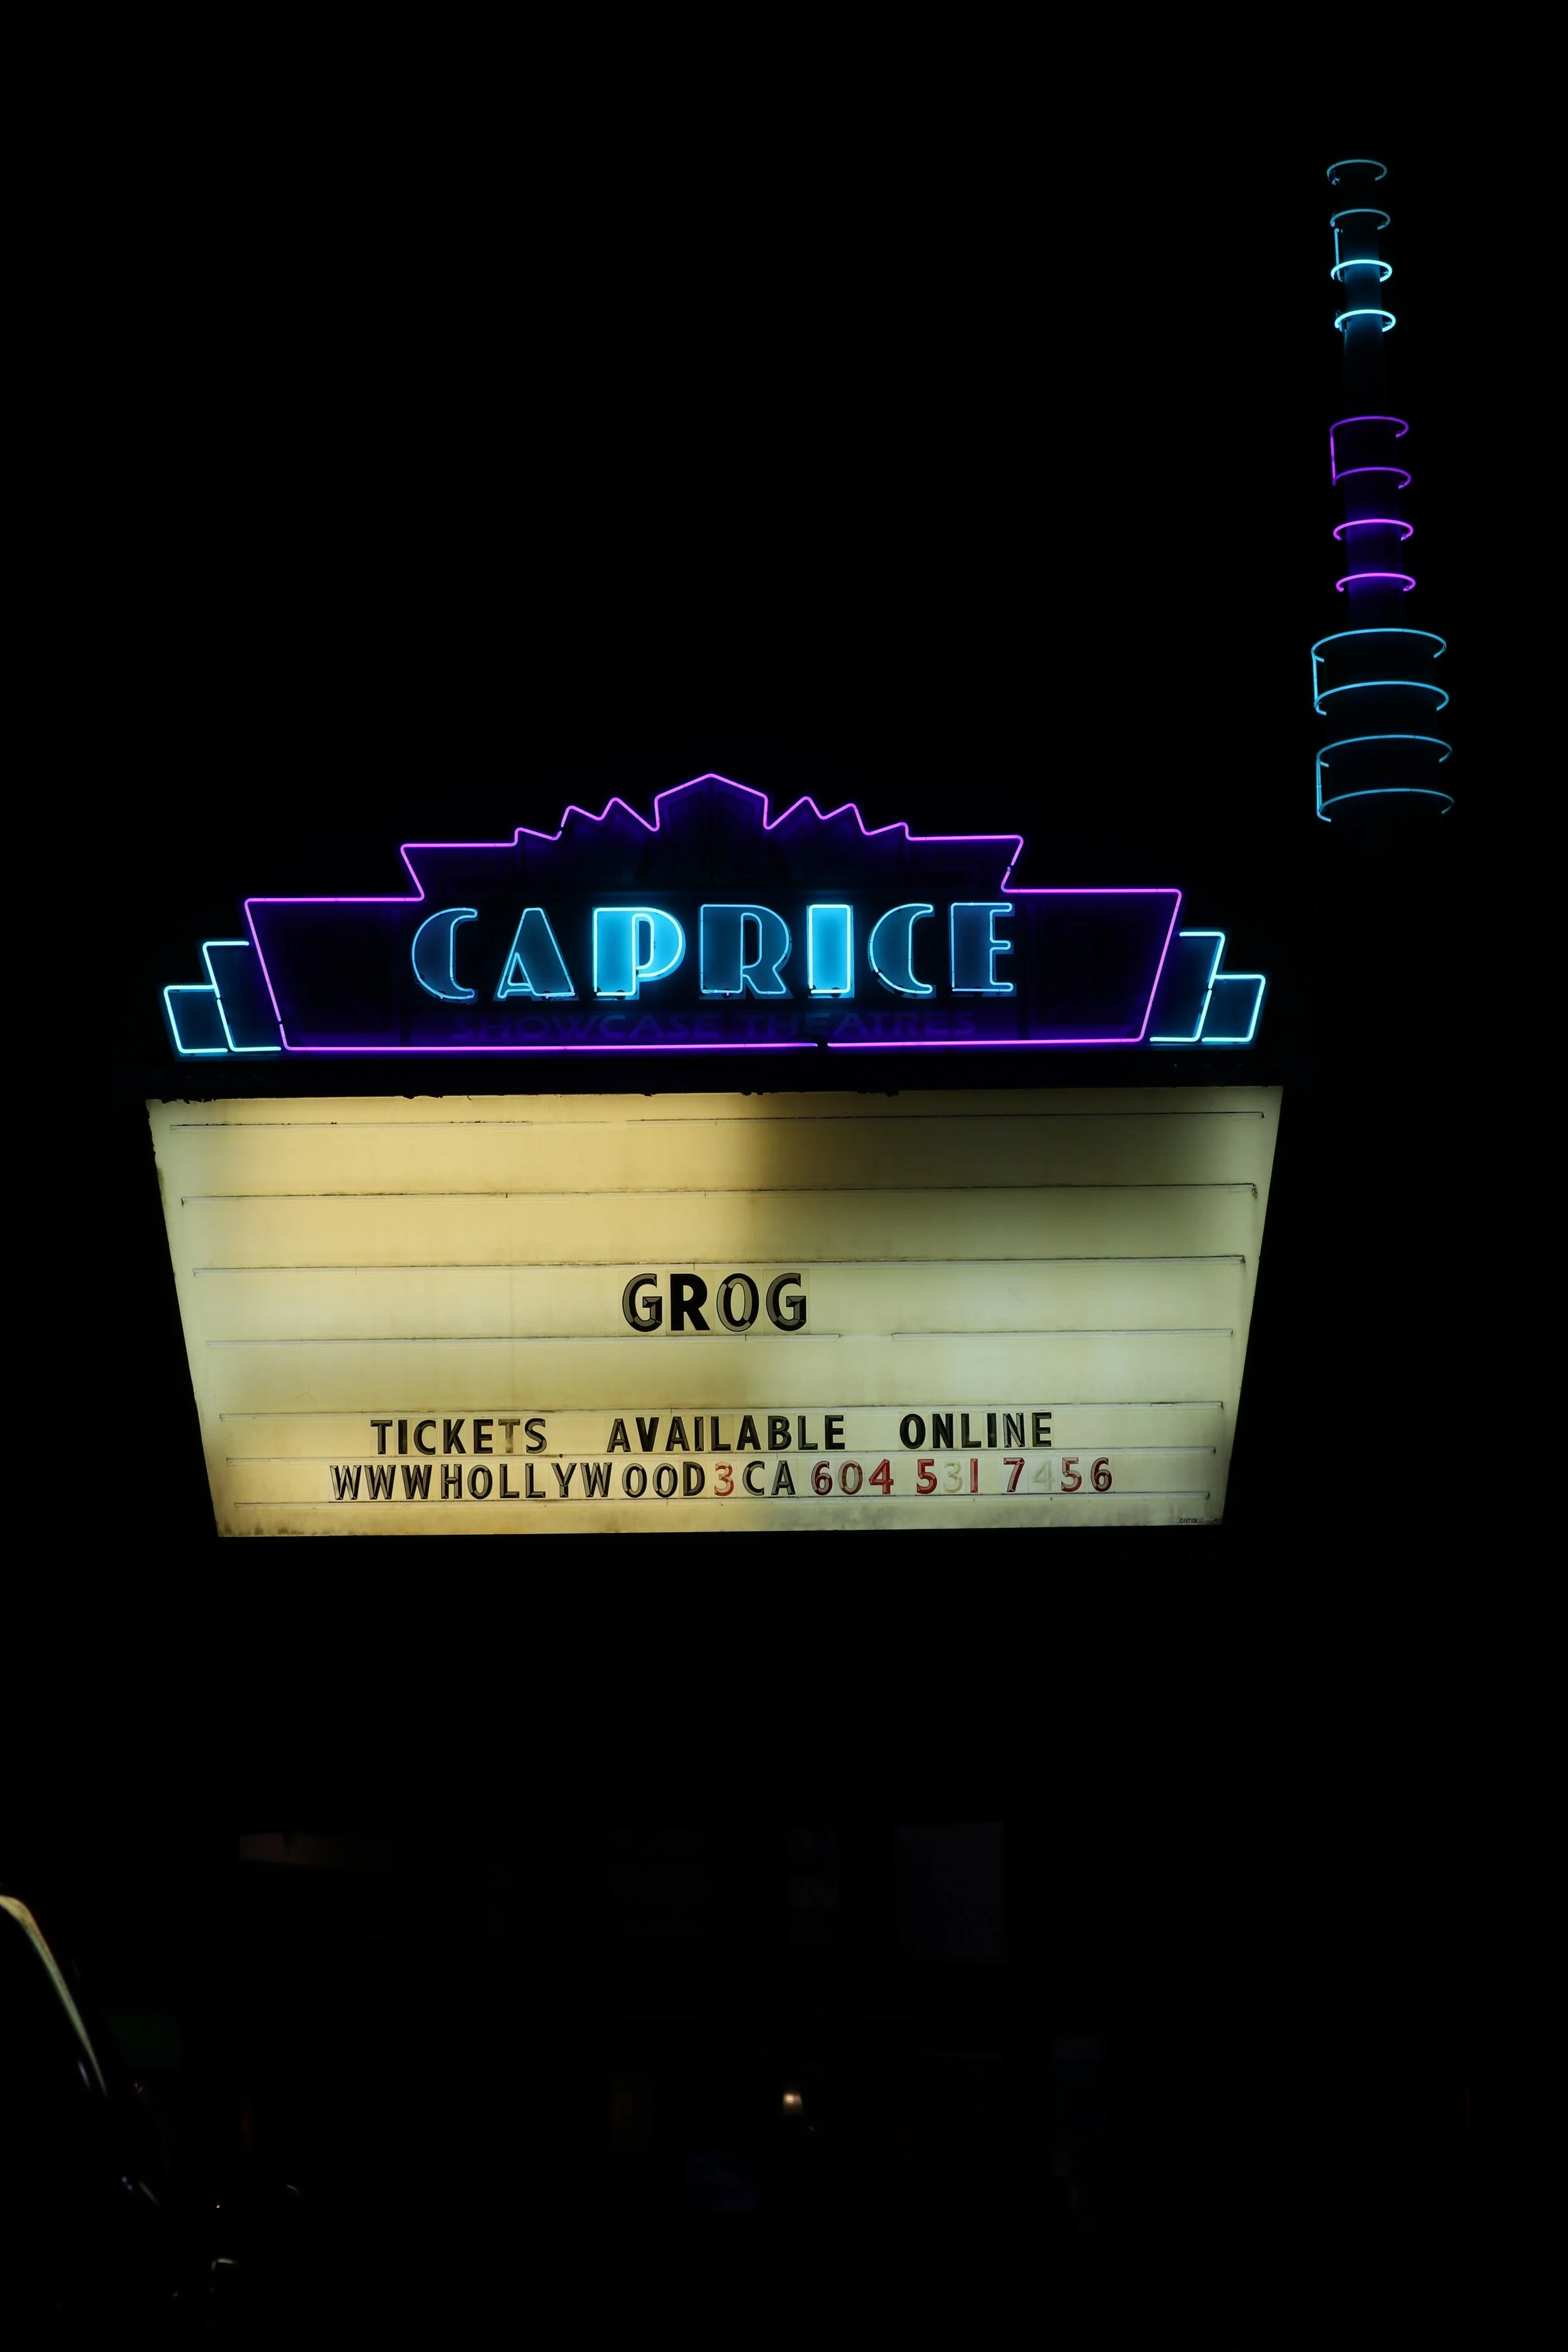 CAPRICE
SHOWCASE THEATRES
GROG
TICKETS AVAILABLE ONLINE
WWWHOLLYWOOD3CA 604 531 7456